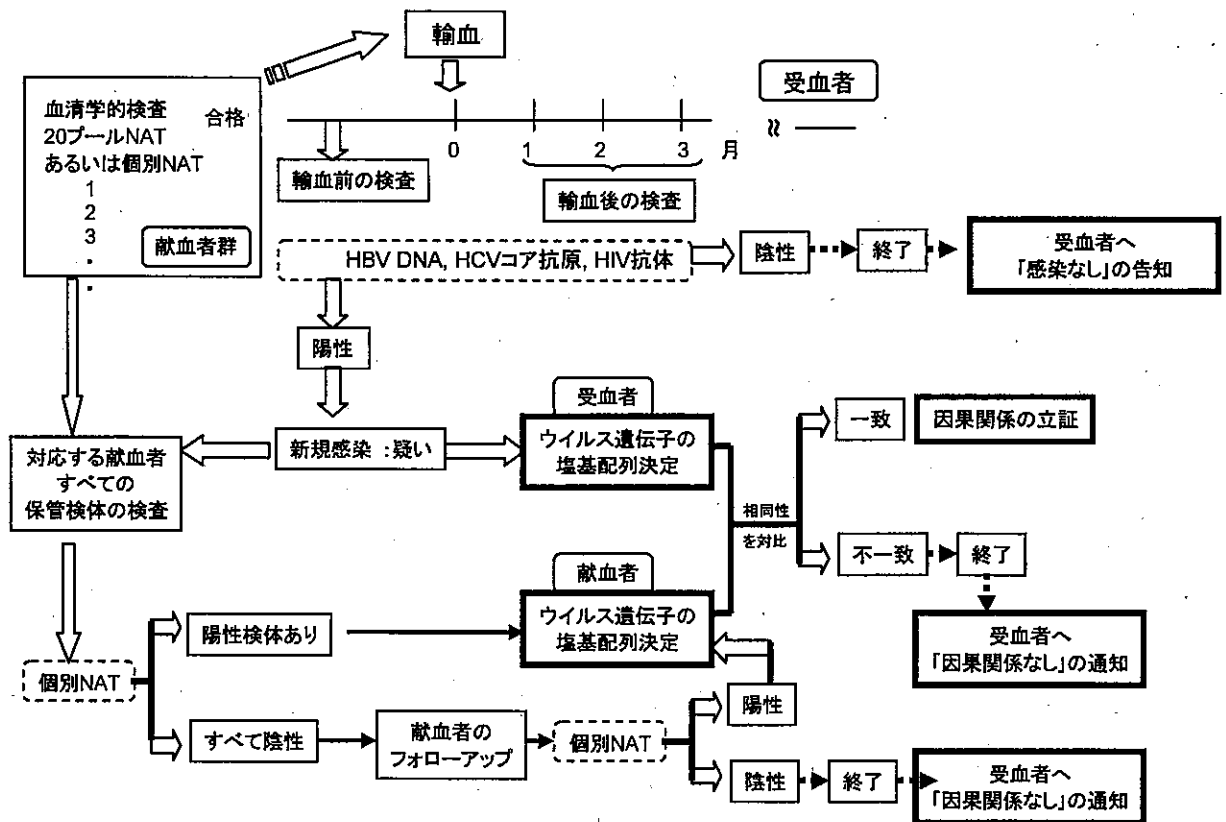 輸血
受血者
血清学的検査
合格
20プールNAT
あるいは個別NAT
1
2
3
.
.
献血者群
0
1
2
3
月
輸血前の検査
輸血後の検査
HBV DNA, HCVコア抗原, HIV抗体
陰性
終了
受血者へ
「感染なし」の告知
陽性
新規感染 :疑い
対応する献血者
すべての
保管検体の検査
受血者
ウイルス遺伝子の
塩基配列決定
一致
因果関係の立証
相同性
を対比
不一致
終了
受血者へ
「因果関係なし」の通知
献血者
ウイルス遺伝子の
塩基配列決定
個別NAT
陽性検体あり
すべて陰性
献血者の
フォローアップ
個別NAT
陽性
陰性
終了
受血者へ
「因果関係なし」の通知